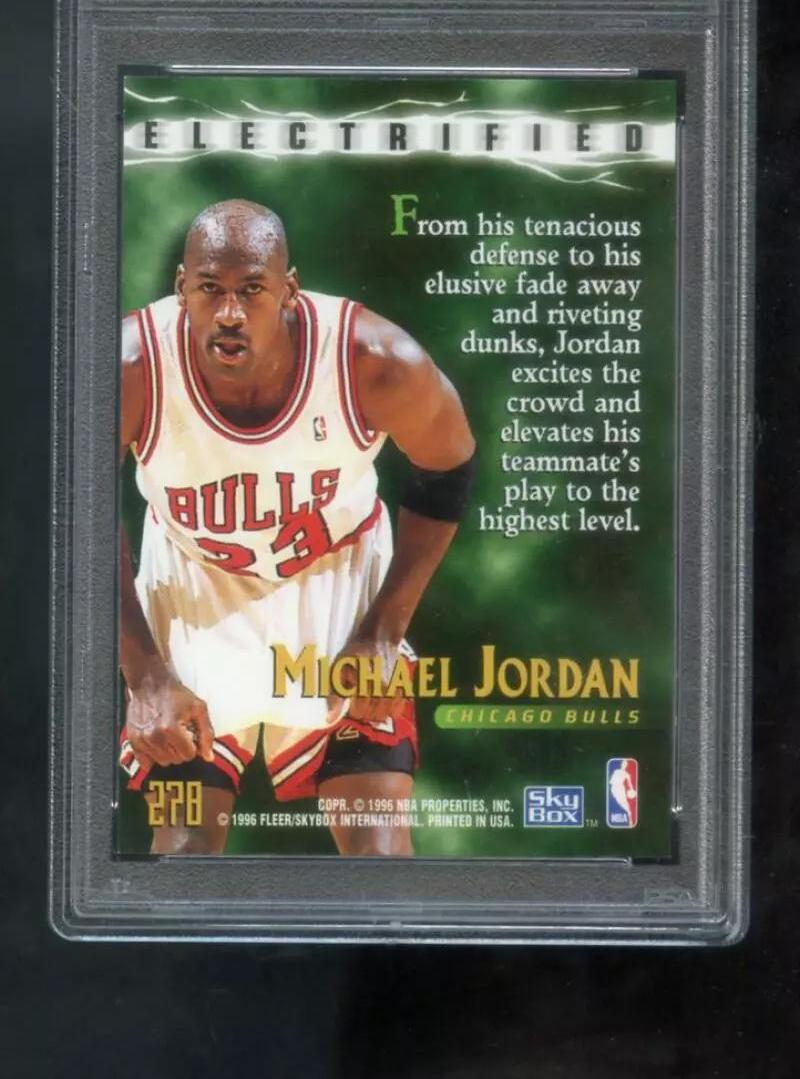 ELECTRIFIED
From his tenacious
defense to his
elusive fade away
and riveting
dunks, Jordan
excites the
crowd and
elevates his
teammate's
play to the
highest level.
BULLS
23
MICHAEL JORDAN
CHICAGO BULLS
278
COPR. © 1996 NBA PROPERTIES, INC.
© 1996 FLEER/SKYBOX INTERNATIONAL. PRINTED IN USA.
SkyBox TM
NBA
PSA